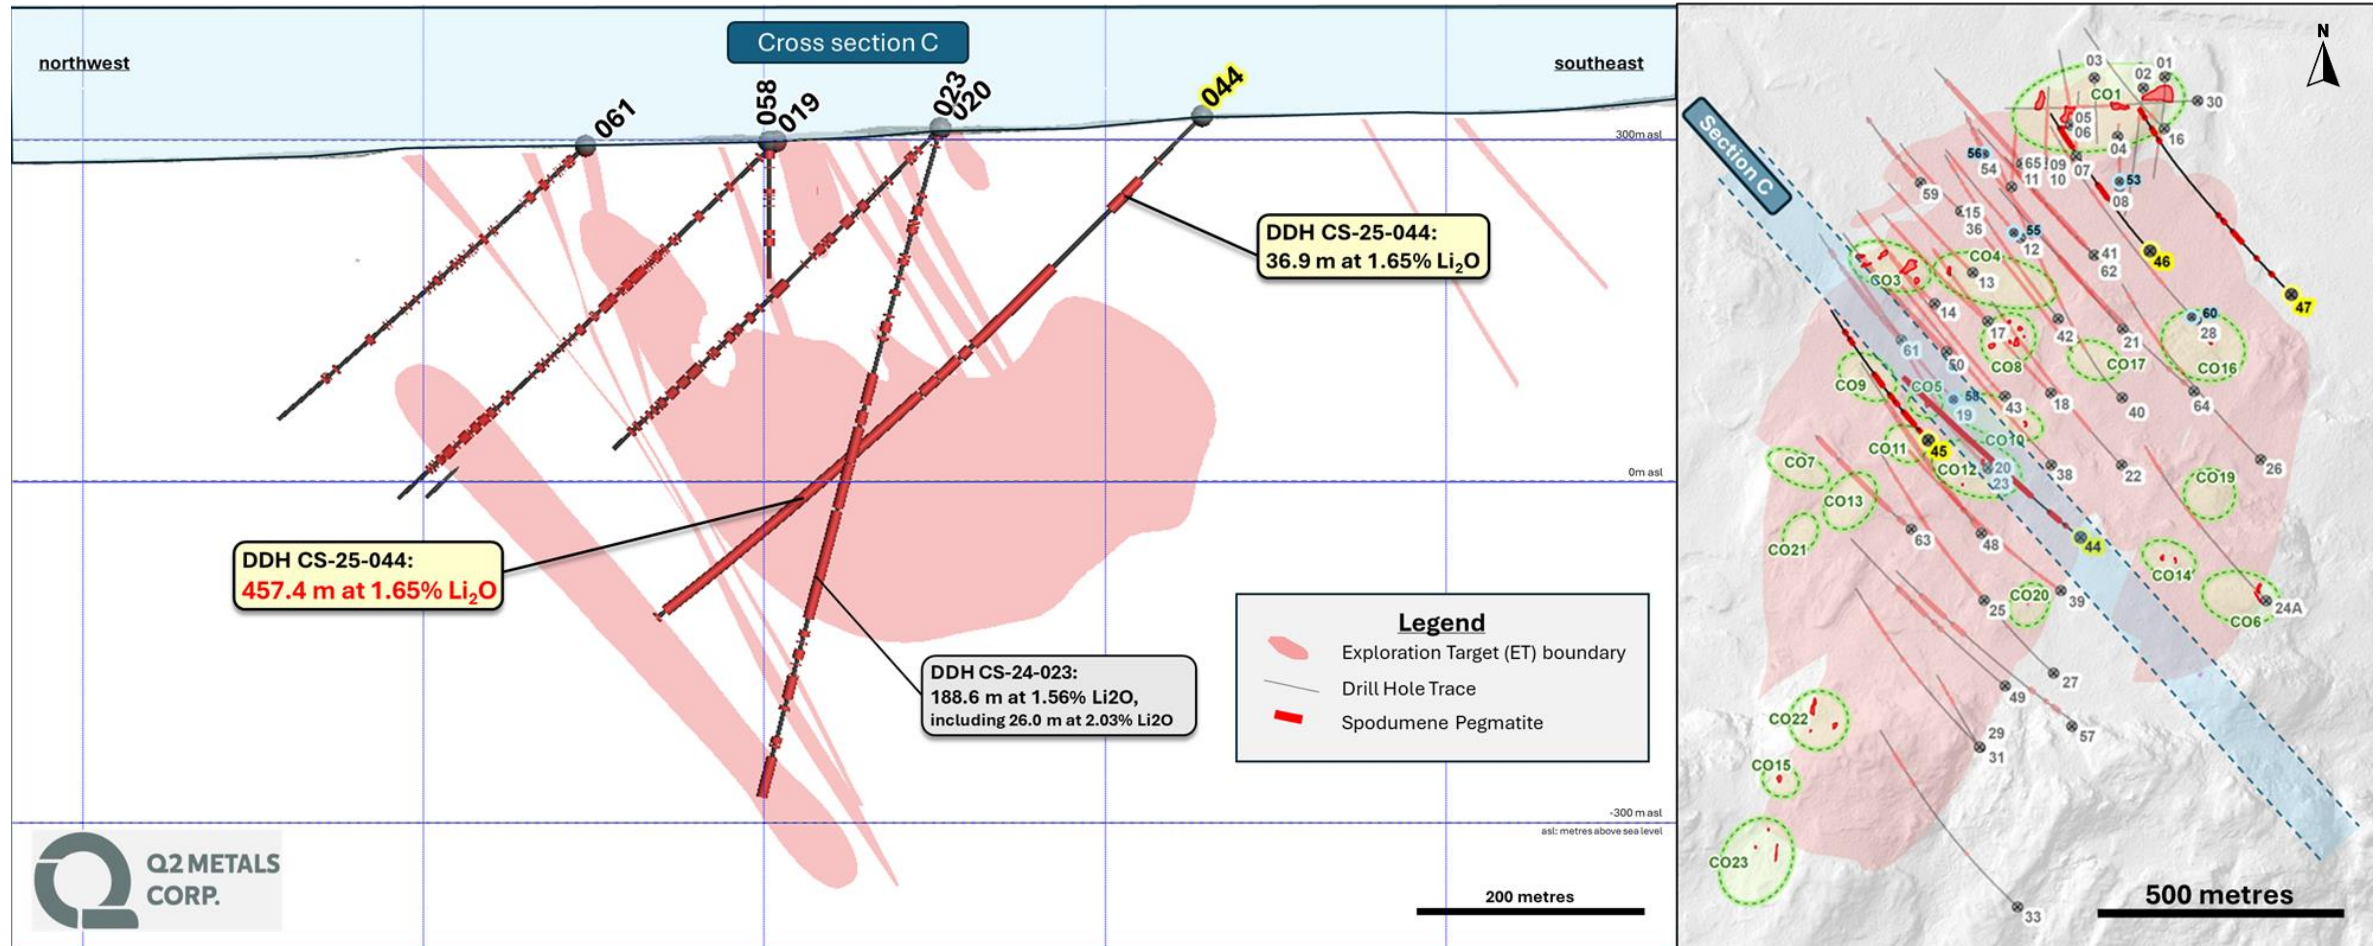 Cross section C
northwest
southeast
061
058
019
023
020
044
300m asl
0m asl
-300 m asl
asl: metres above sea level
DDH CS-25-044:
36.9 m at 1.65% Li₂O
DDH CS-25-044:
457.4 m at 1.65% Li₂O
DDH CS-24-023:
188.6 m at 1.56% Li2O,
including 26.0 m at 2.03% Li2O
Legend
Exploration Target (ET) boundary
Drill Hole Trace
Spodumene Pegmatite
Q2 METALS
CORP.
200 metres
N
Section C
03
02
01
CO1
30
05
06
04
16
56
54
65
11
09
10
07
53
08
59
15
36
55
12
41
62
46
47
CO3
CO4
13
14
17
CO8
42
21
60
28
CO16
CO17
61
50
CO9
CO5
58
19
43
18
40
64
CO10
CO11
45
CO12
20
23
38
22
26
CO19
CO7
CO13
CO21
63
48
44
CO14
CO6
24A
25
CO20
39
27
49
57
29
31
CO22
CO15
CO23
33
500 metres